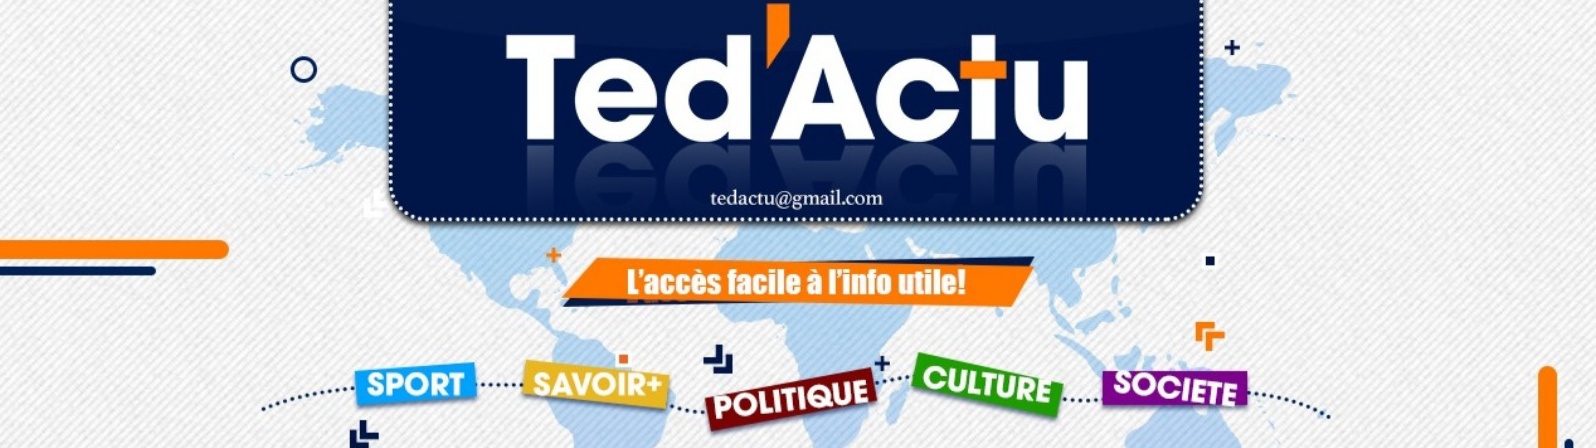 Ted'Actu
tedactu@gmail.com
L'accès facile à l'info utile!
SPORT
SAVOIR+
POLITIQUE
CULTURE
SOCIETE